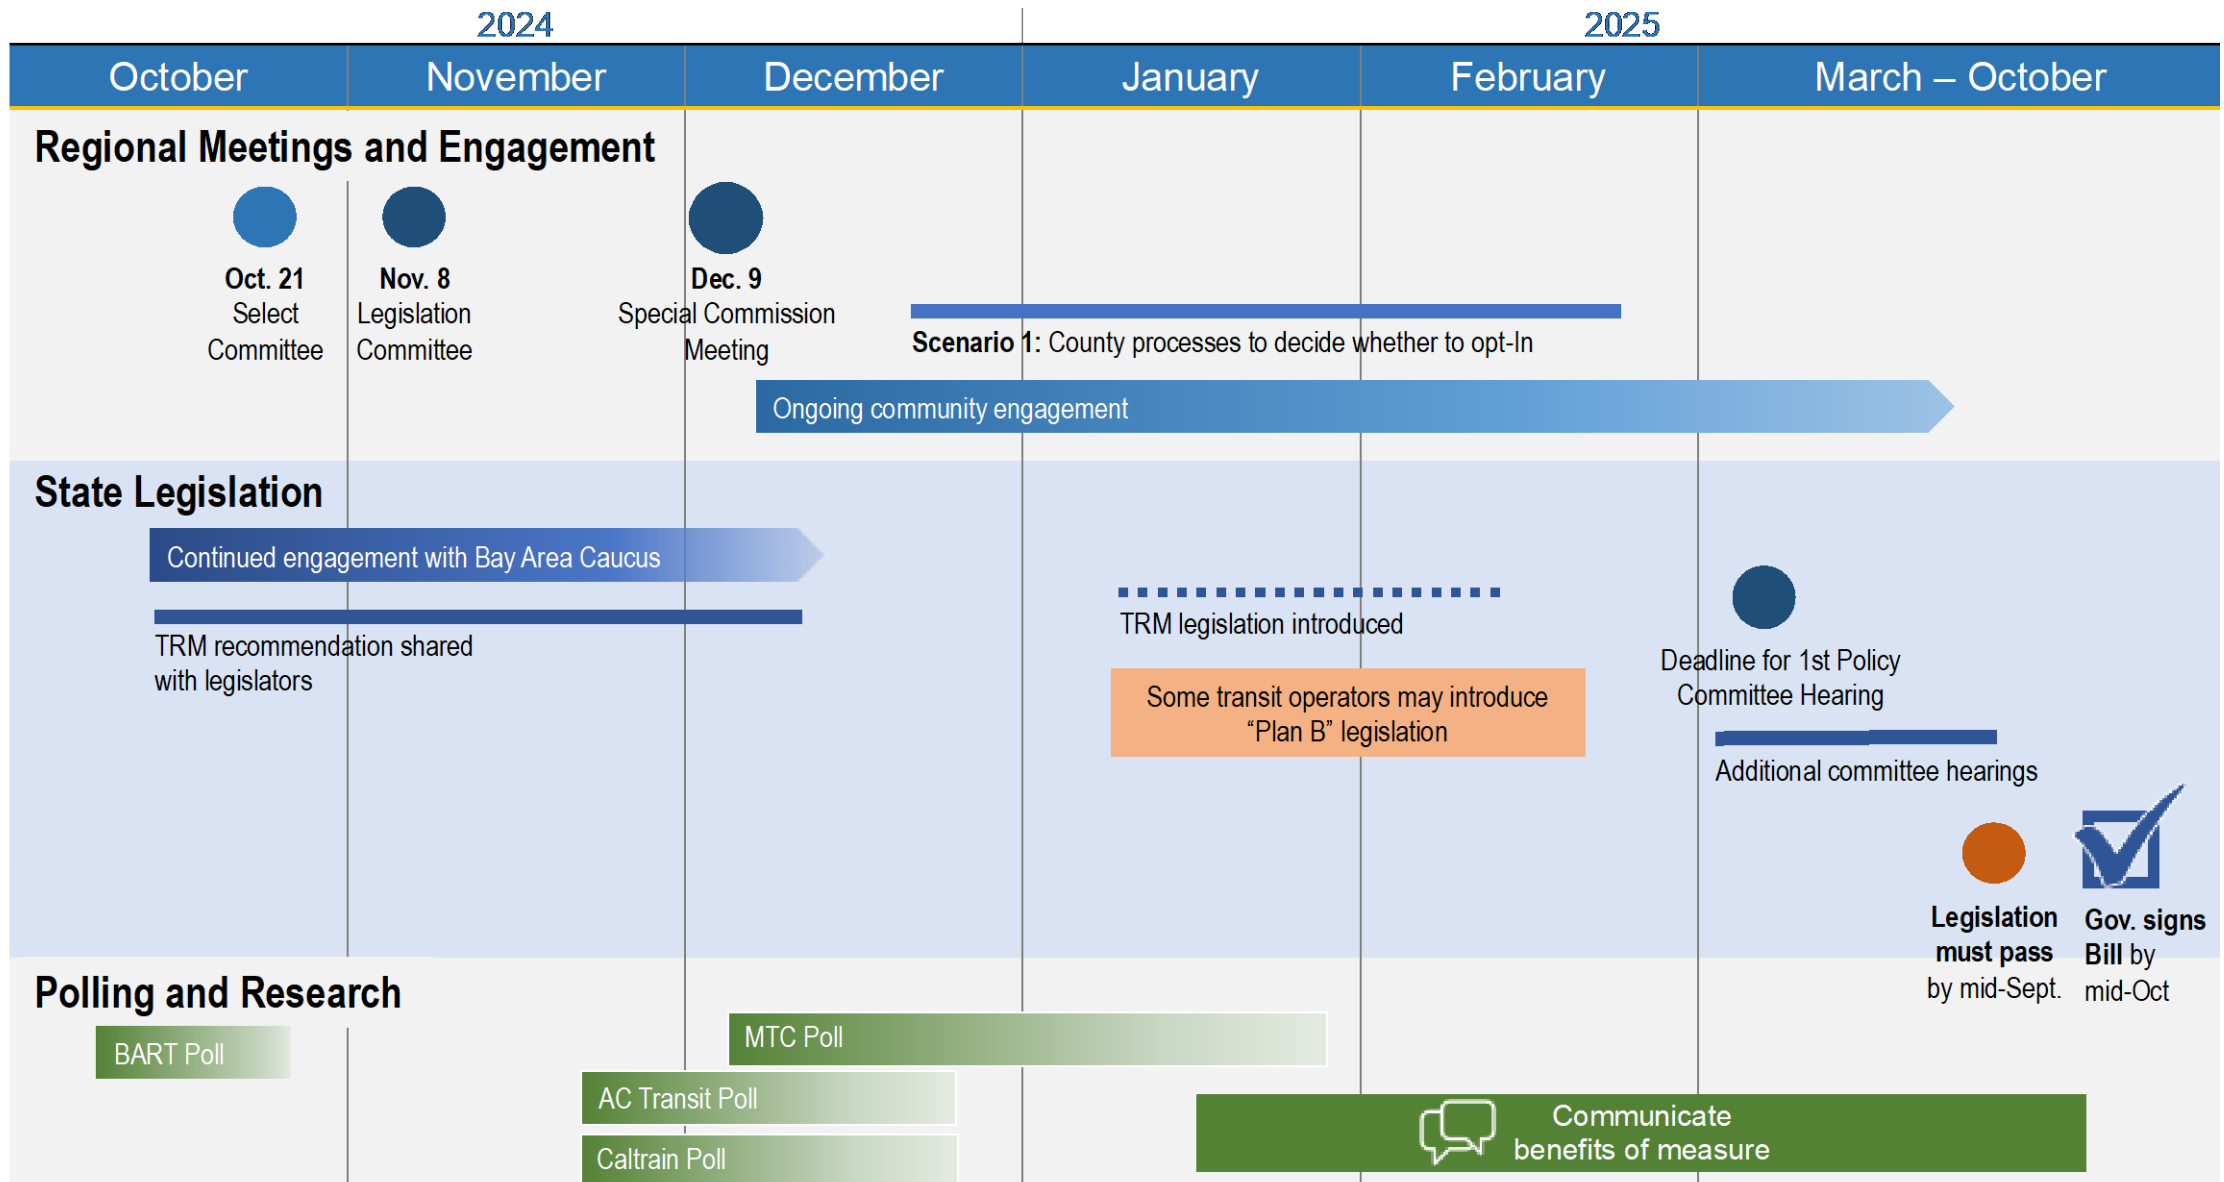 2024
2025
October
November
December
January
February
March – October
Regional Meetings and Engagement
Oct. 21
Select
Committee
Nov. 8
Legislation
Committee
Dec. 9
Special Commission
Meeting
Scenario 1: County processes to decide whether to opt-In
Ongoing community engagement
State Legislation
Continued engagement with Bay Area Caucus
TRM recommendation shared
with legislators
TRM legislation introduced
Some transit operators may introduce
“Plan B” legislation
Deadline for 1st Policy
Committee Hearing
Additional committee hearings
Legislation
must pass
by mid-Sept.
Gov. signs
Bill by
mid-Oct
Polling and Research
BART Poll
MTC Poll
AC Transit Poll
Caltrain Poll
Communicate
benefits of measure